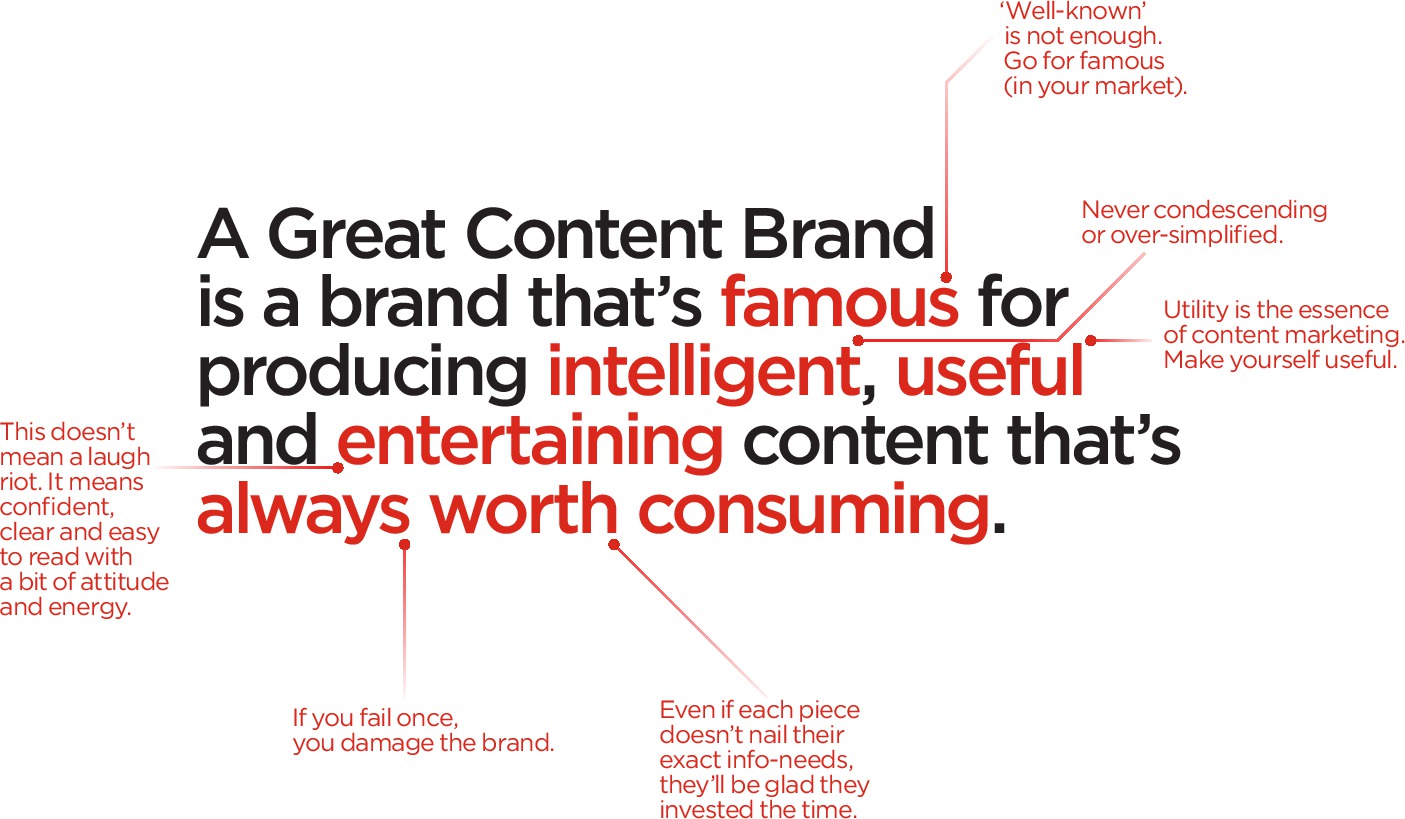 ‘Well-known’
is not enough.
Go for famous
(in your market).
Never condescending
or over-simplified.
Utility is the essence
of content marketing.
Make yourself useful.
A Great Content Brand
is a brand that’s famous for
producing intelligent, useful
and entertaining content that’s
always worth consuming.
This doesn’t
mean a laugh
riot. It means
confident,
clear and easy
to read with
a bit of attitude
and energy.
If you fail once,
you damage the brand.
Even if each piece
doesn’t nail their
exact info-needs,
they’ll be glad they
invested the time.